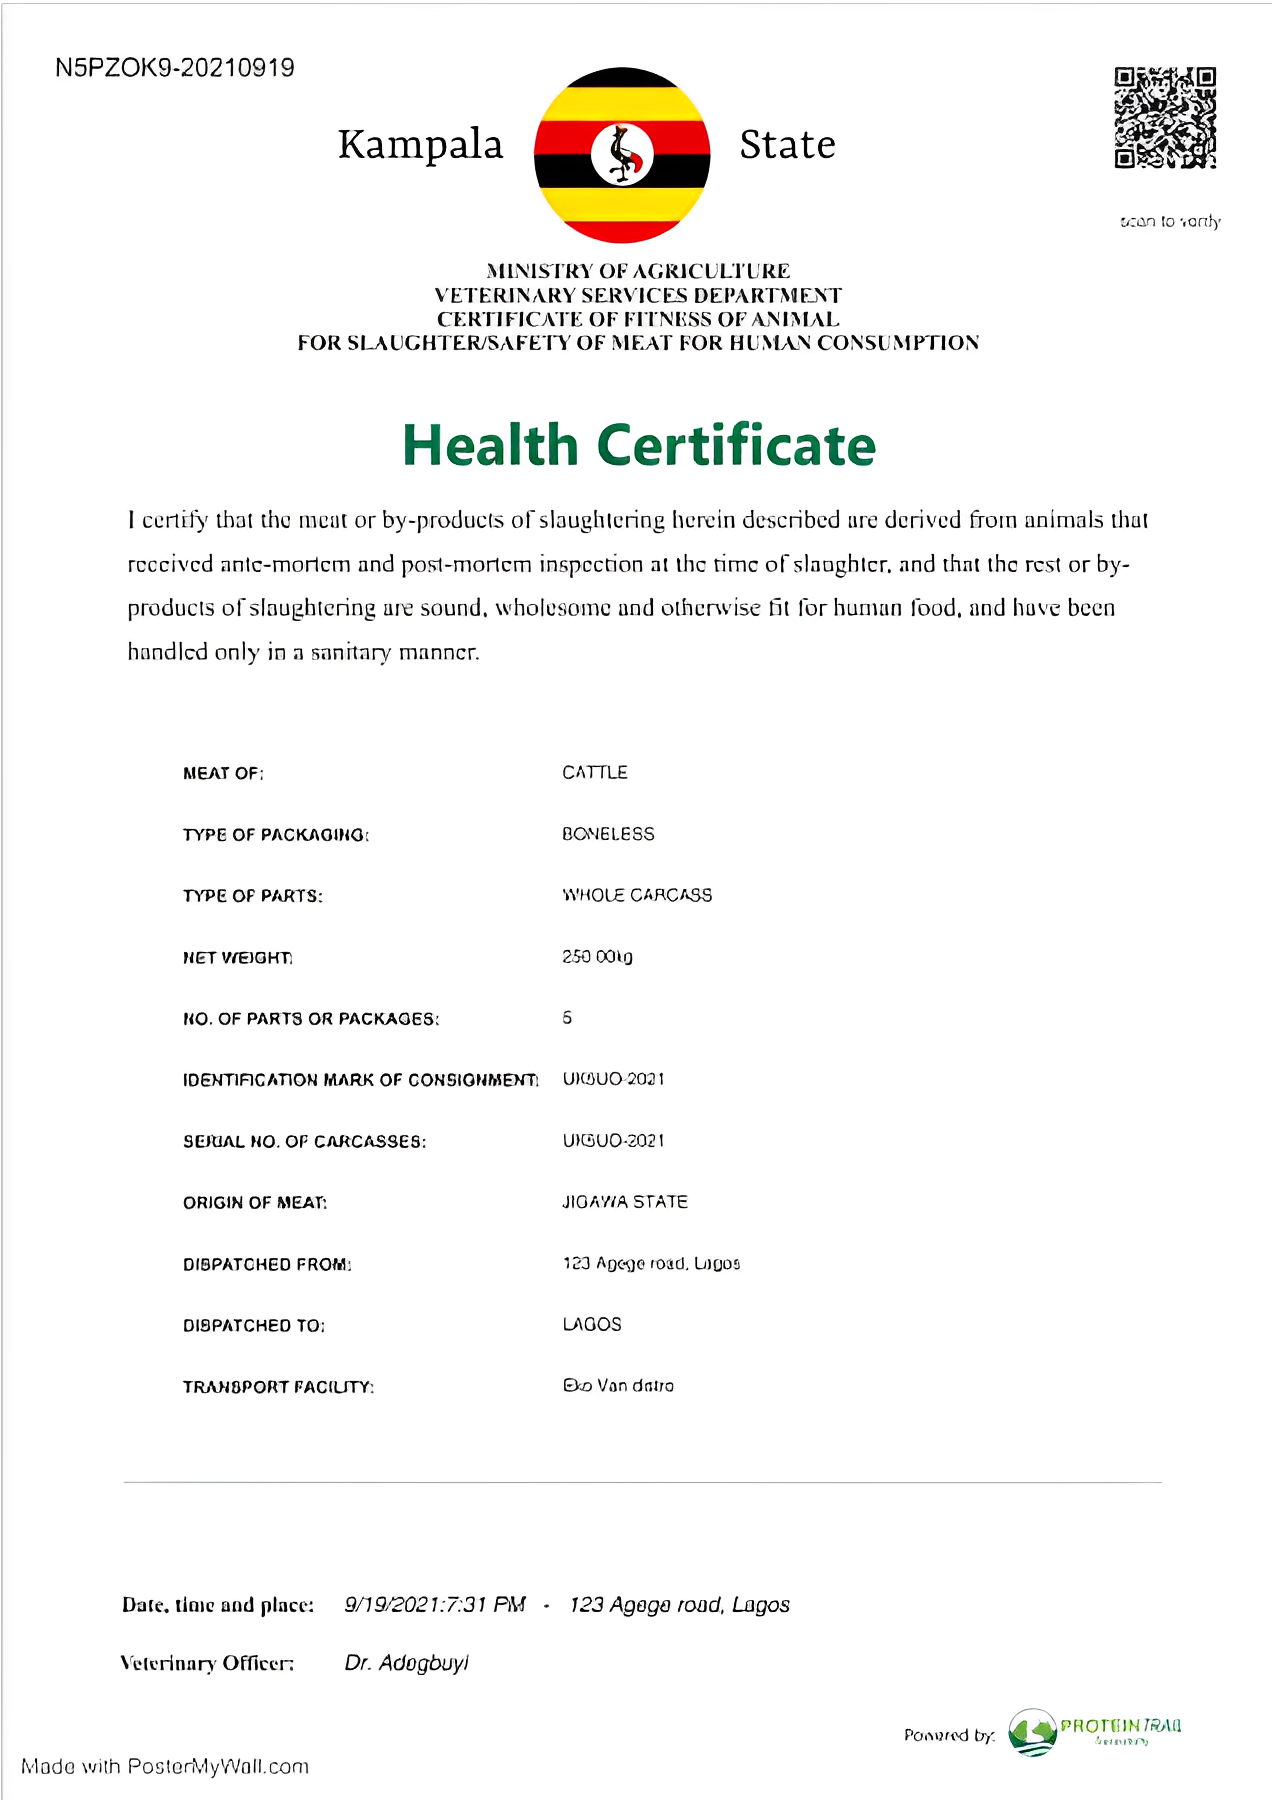 N5PZOK9-20210919
Kampala State
scan to verify
MINISTRY OF AGRICULTURE
VETERINARY SERVICES DEPARTMENT
CERTIFICATE OF FITNESS OF ANIMAL
FOR SLAUGHTER/SAFETY OF MEAT FOR HUMAN CONSUMPTION
Health Certificate
I certify that the meat or by-products of slaughtering herein described are derived from animals that
received ante-mortem and post-mortem inspection at the time of slaughter, and that the rest or by-
products of slaughtering are sound, wholesome and otherwise fit for human food, and have been
handled only in a sanitary manner.
MEAT OF: CATTLE
TYPE OF PACKAGING: BONELESS
TYPE OF PARTS: WHOLE CARCASS
NET WEIGHT: 250.00kg
NO. OF PARTS OR PACKAGES: 5
IDENTIFICATION MARK OF CONSIGNMENT:
SERIAL NO. OF CARCASSES:
ORIGIN OF MEAT: JIGAWA STATE
DISPATCHED FROM: 123 Agege road, Lagos
DISPATCHED TO: LAGOS
TRANSPORT FACILITY: Eko Van
Date, time and place: 9/19/2021:7:31 PM - 123 Agege road, Lagos
Veterinary Officer: Dr. Adegbuyi
Powered by: PROTEIN TRAIL
Made with PosterMyWall.com